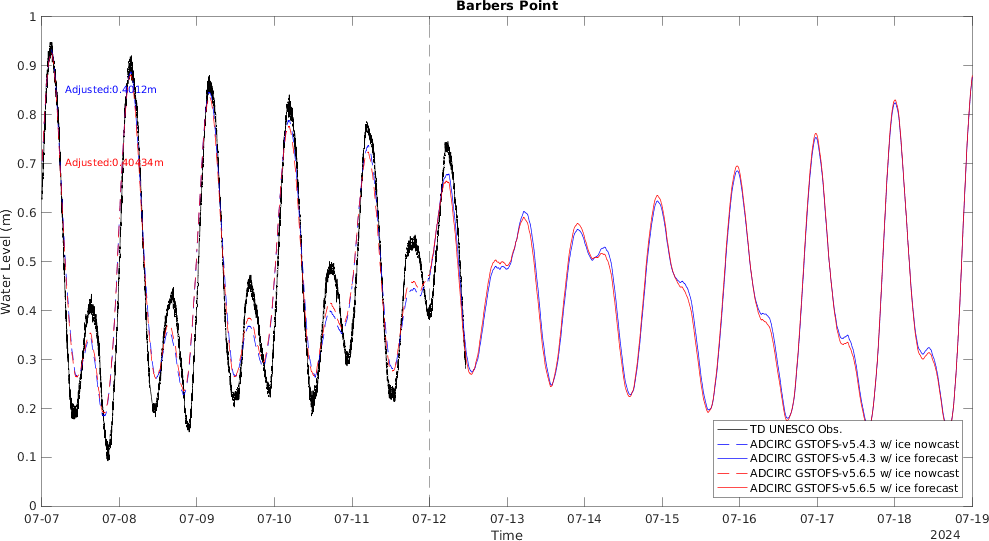 Barbers Point
1
0.9
0.8
0.7
0.6
0.5
0.4
0.3
0.2
0.1
0
Water Level (m)
Adjusted:0.4012m
Adjusted:0.40434m
TD UNESCO Obs.
ADCIRC GSTOFS-v5.4.3 w/ ice nowcast
ADCIRC GSTOFS-v5.4.3 w/ ice forecast
ADCIRC GSTOFS-v5.6.5 w/ ice nowcast
ADCIRC GSTOFS-v5.6.5 w/ ice forecast
07-07 07-08 07-09 07-10 07-11 07-12 07-13 07-14 07-15 07-16 07-17 07-18 07-19
Time
2024